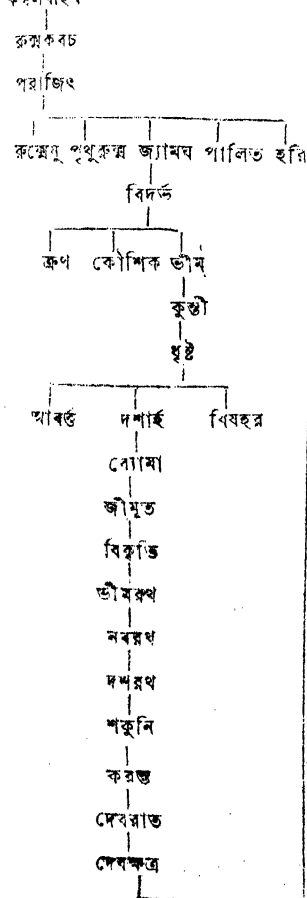 রুক্মকবচ
পরাজিৎ
রুক্মেষু পৃথুরুক্ম জ্যামঘ পালিত হরি
বিদর্ভ
ক্রথ কৌশিক ভীম
কুন্তী
ধৃষ্ট
আবর্ত্ত দশার্হ বিষহর
ব্যোমা
জীমূত
বিকৃতি
ভীমরথ
নবরথ
দশরথ
শকুনি
করম্ভ
দেবরাত
দেবক্ষত্র